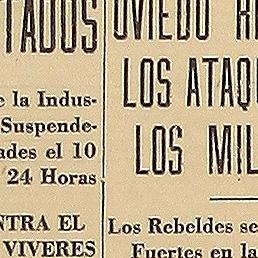 TADOS
e la Indus-
Suspende-
ades el 10
24 Horas
NTRA EL
VIVERES
OVIEDO
LOS ATAQU
LOS MIL
Los Rebeldes se
Fuertes en la